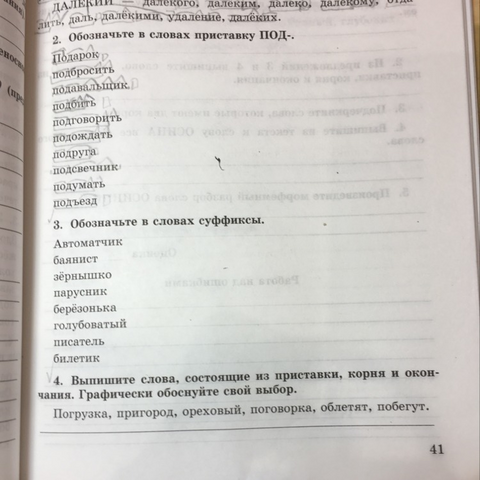 ДАЛЁКИЙ — далёкого, далёким, далеко, далёкому, отда-
лить, даль, далёкими, удаление, далёких.
2. Обозначьте в словах приставку ПОД-.
Подарок
подбросить
подавальщик
подбить
подговорить
подождать
подруга
подсвечник
подумать
подъезд
3. Обозначьте в словах суффиксы.
Автоматчик
баянист
зёрнышко
парусник
берёзонька
голубоватый
писатель
билетик
4. Выпишите слова, состоящие из приставки, корня и окон-
чания. Графически обоснуйте свой выбор.
Погрузка, пригород, ореховый, поговорка, облетят, побегут.
41